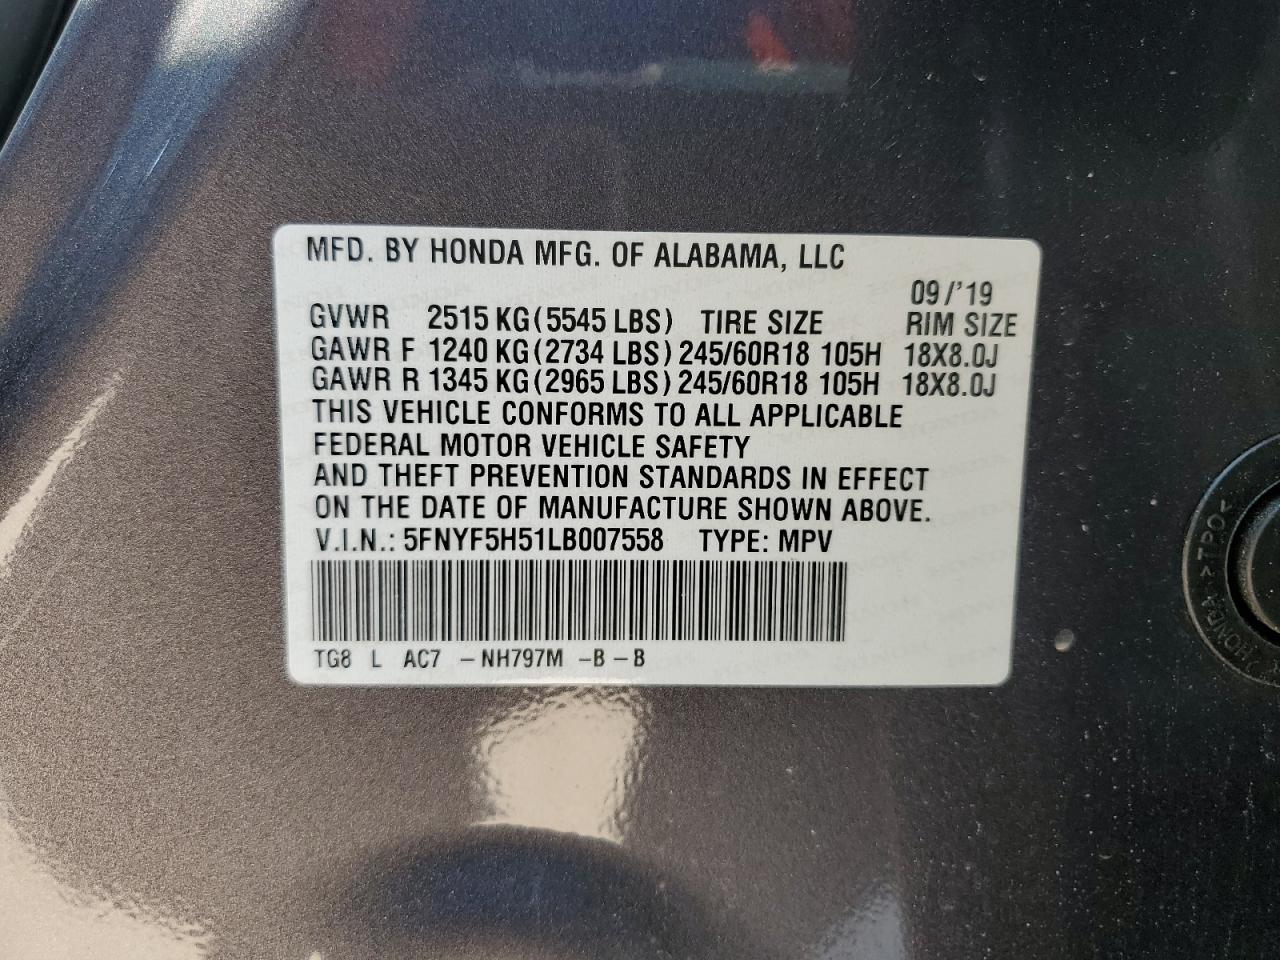 MFD. BY HONDA MFG. OF ALABAMA, LLC
09/'19
GVWR 2515 KG(5545 LBS) TIRE SIZE RIM SIZE
GAWR F 1240 KG(2734 LBS) 245/60R18 105H 18X8.0J
GAWR R 1345 KG(2965 LBS) 245/60R18 105H 18X8.0J
THIS VEHICLE CONFORMS TO ALL APPLICABLE
FEDERAL MOTOR VEHICLE SAFETY
AND THEFT PREVENTION STANDARDS IN EFFECT
ON THE DATE OF MANUFACTURE SHOWN ABOVE.
V.I.N.: 5FNYF5H51LB007558 TYPE: MPV
TG8 L AC7 -NH797M -B-B
>TPO<